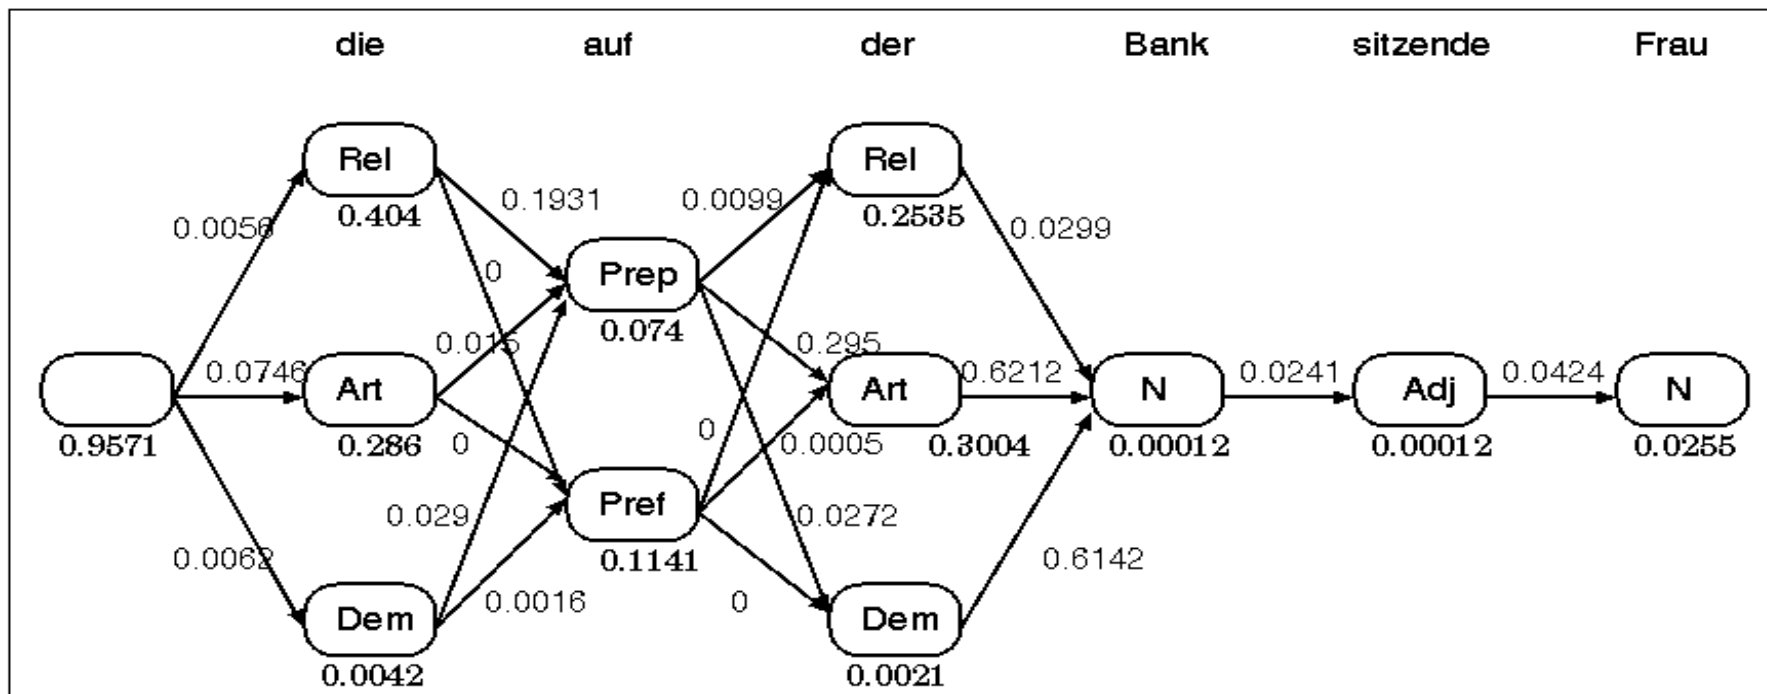 die auf der Bank sitzende Frau
Rel Rel
0.404 0.1931 0.0099 0.2535
0.0056 0.0299
0 Prep
0.074
0.015 0.295
0.0746 Art Art 0.6212 N 0.0241 Adj 0.0424 N
0.9571 0.286 0 0 0.0005 0.3004 0.00012 0.00012 0.0255
Pref
0.029 0.0272
0.0062 0.1141 0.6142
0.0016 0
Dem Dem
0.0042 0.0021